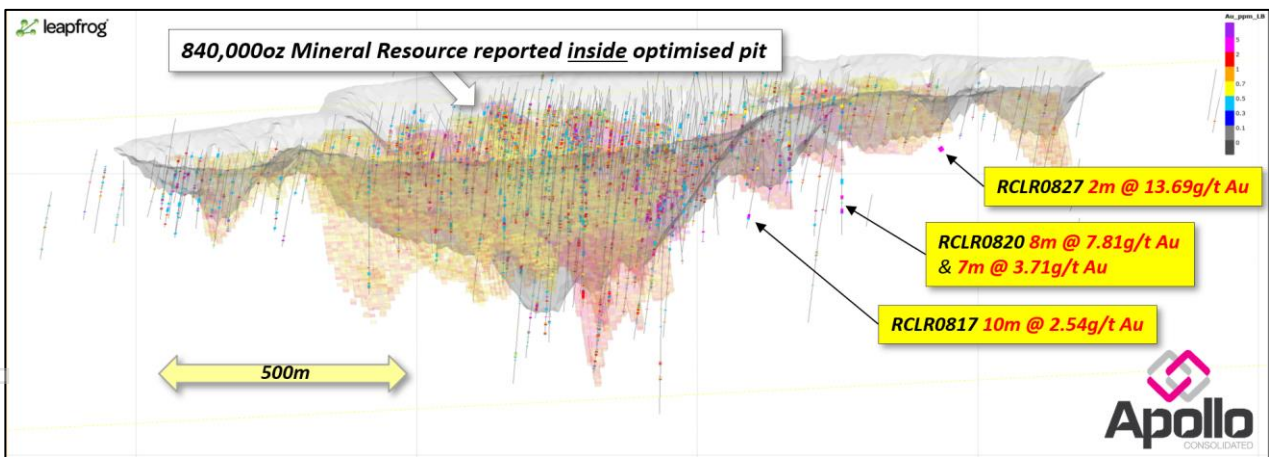 leapfrog
840,000oz Mineral Resource reported inside optimised pit
Au_ppm_LB
5
2
1
0.7
0.5
0.3
0.1
0
RCLR0827 2m @ 13.69g/t Au
RCLR0820 8m @ 7.81g/t Au
& 7m @ 3.71g/t Au
RCLR0817 10m @ 2.54g/t Au
500m
Apollo
CONSOLIDATED